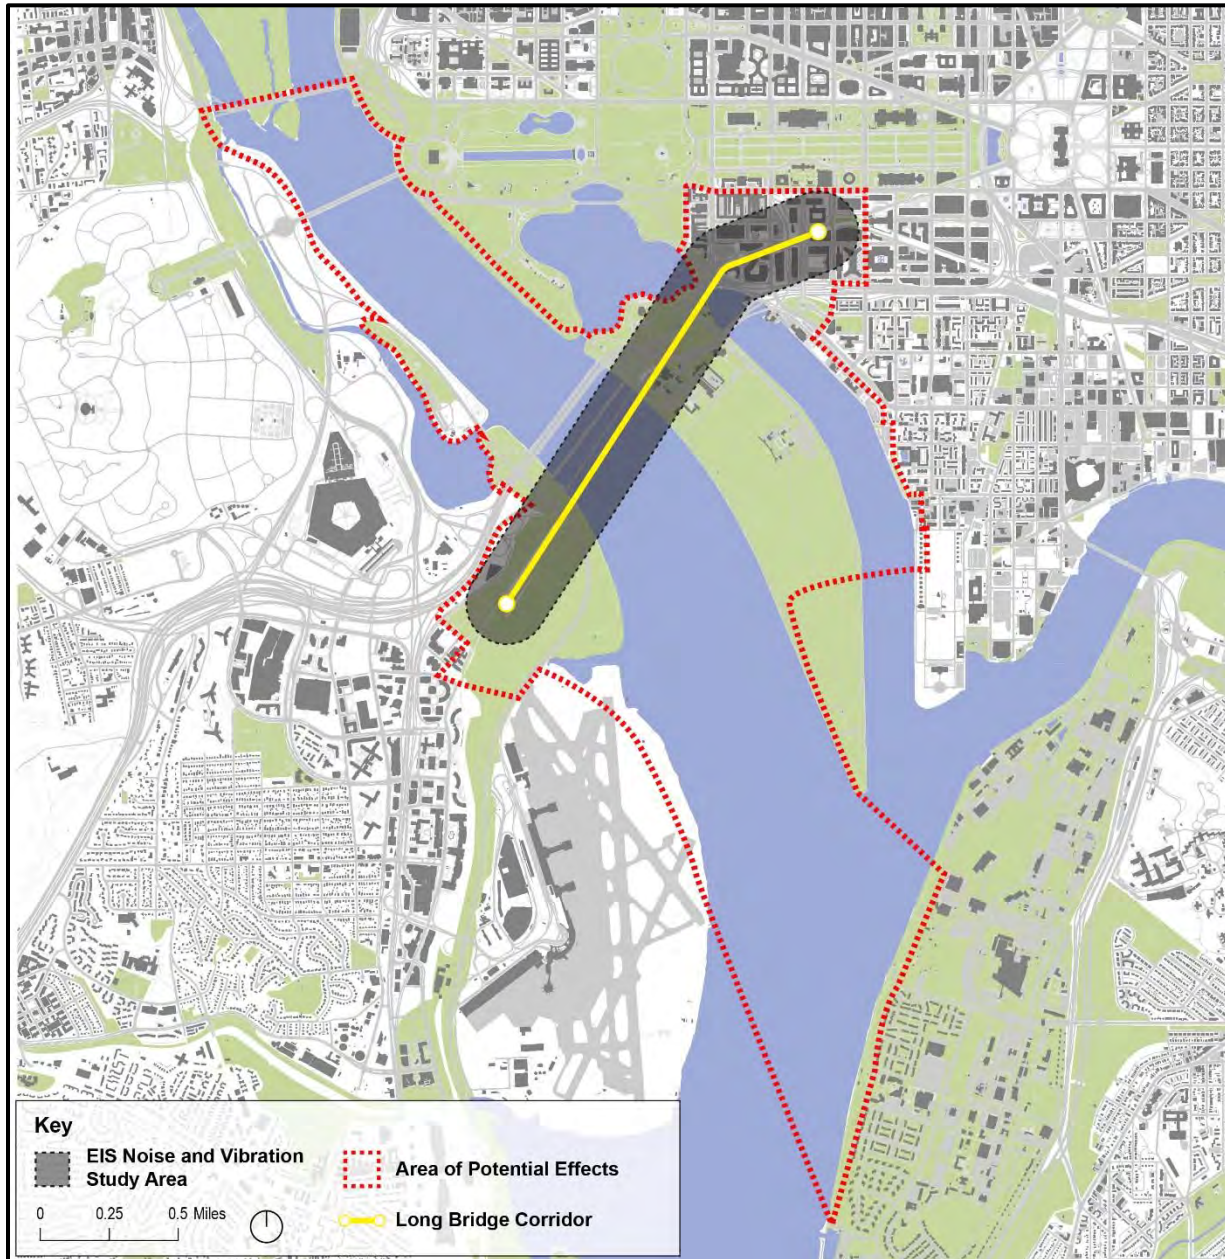 Key
EIS Noise and Vibration
Study Area
Area of Potential Effects
0 0.25 0.5 Miles
Long Bridge Corridor